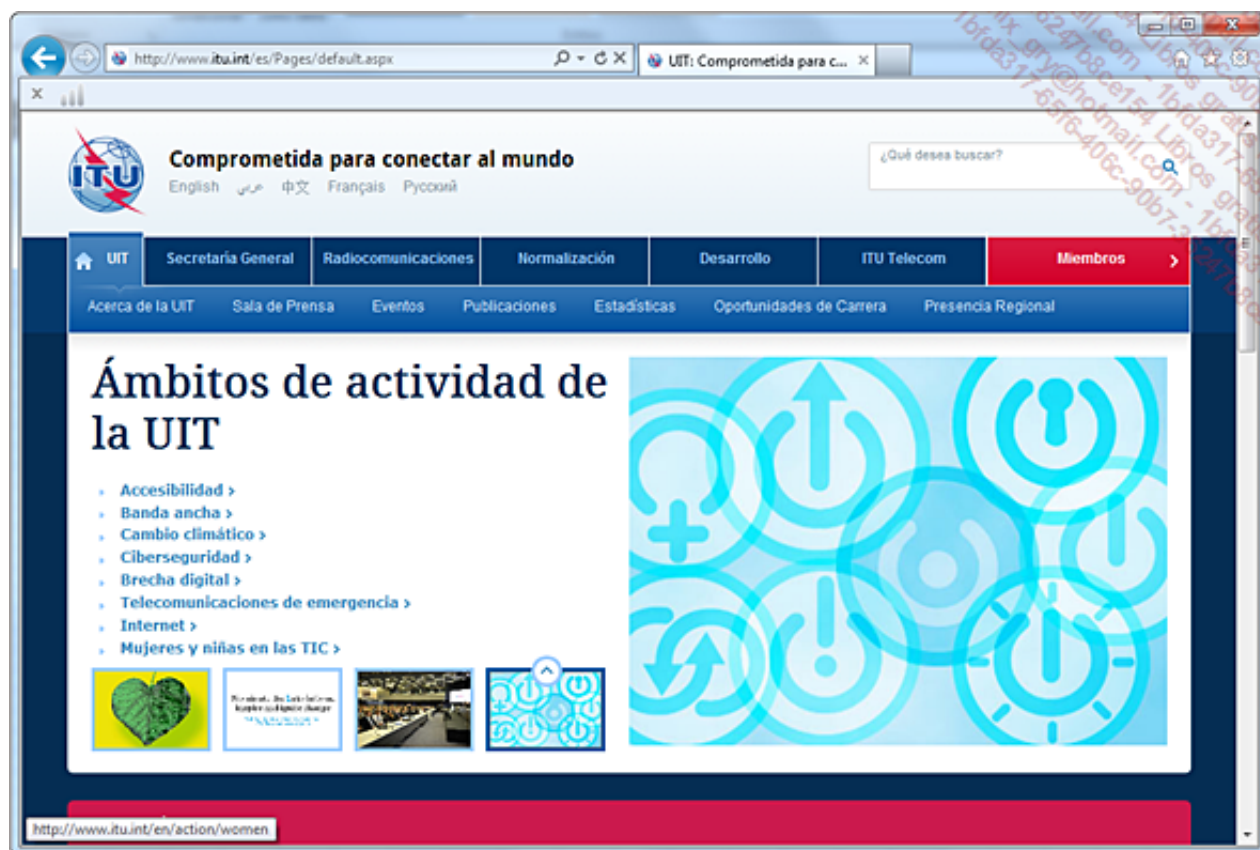 http://www.itu.int/es/Pages/default.aspx
UIT: Comprometida para c...
ITU
Comprometida para conectar al mundo
English عربي 中文 Français Русский
¿Qué desea buscar?
UIT Secretaría General Radiocomunicaciones Normalización Desarrollo ITU Telecom Miembros
Acerca de la UIT Sala de Prensa Eventos Publicaciones Estadísticas Oportunidades de Carrera Presencia Regional
Ámbitos de actividad de
la UIT
Accesibilidad >
Banda ancha >
Cambio climático >
Ciberseguridad >
Brecha digital >
Telecomunicaciones de emergencia >
Internet >
Mujeres y niñas en las TIC >
http://www.itu.int/en/action/women